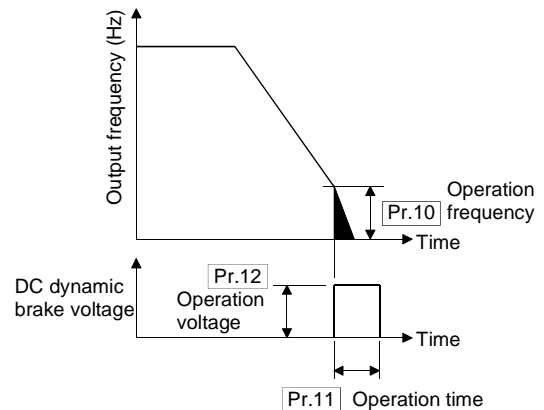 Output frequency (Hz)
Operation
Pr.10 frequency
Time
Pr.12
DC dynamic
brake voltage
Operation
voltage
Time
Pr.11 Operation time